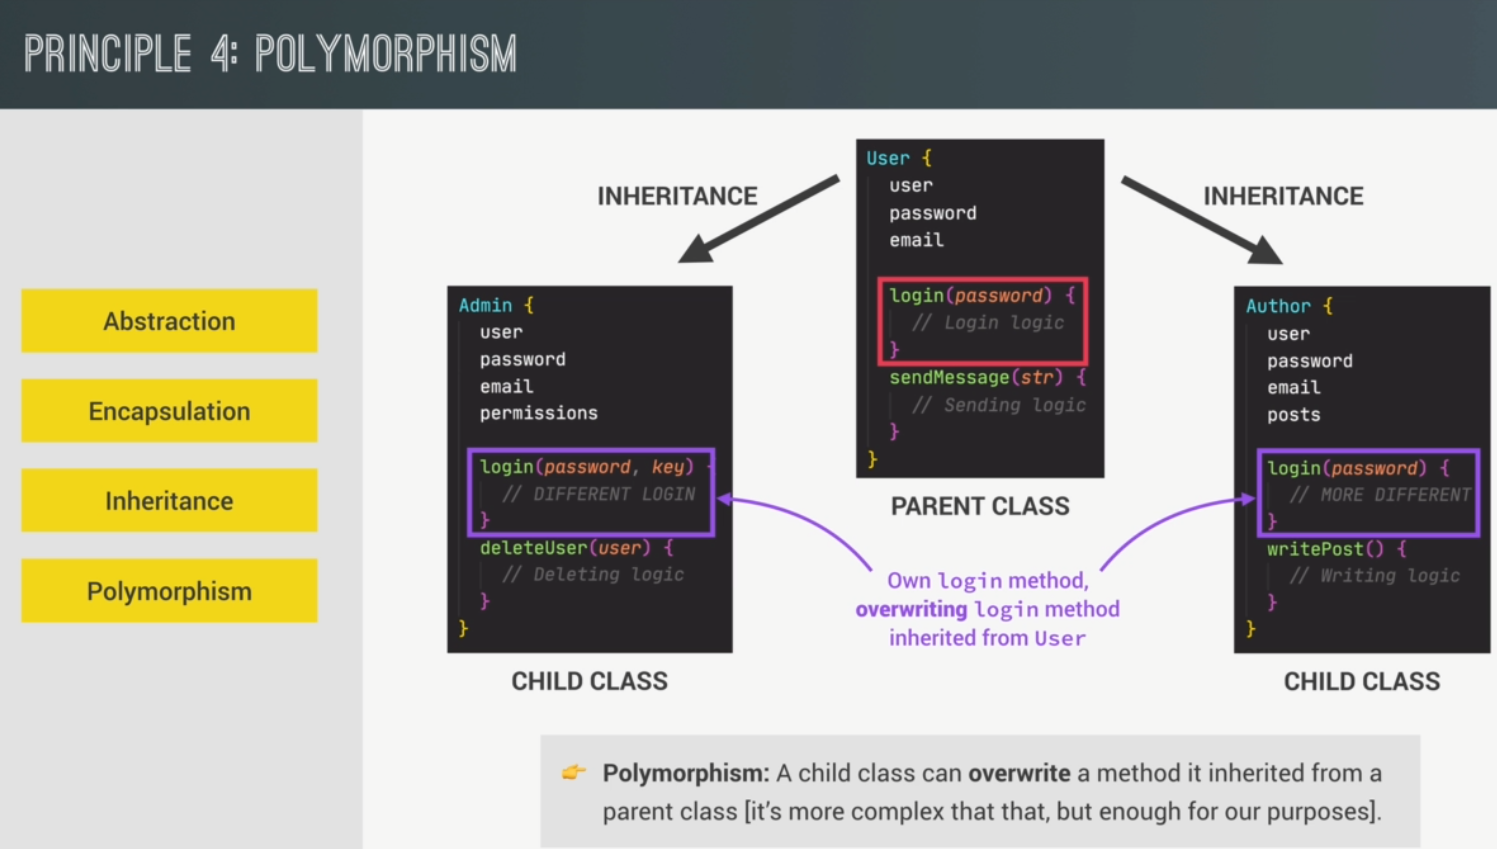 PRINCIPLE 4: POLYMORPHISM
Abstraction
Encapsulation
Inheritance
Polymorphism
INHERITANCE
INHERITANCE
User {
user
password
email
login(password) {
// Login logic
}
sendMessage(str) {
// Sending logic
}
}
PARENT CLASS
Admin {
user
password
email
permissions
login(password, key) {
// DIFFERENT LOGIN
}
deleteUser(user) {
// Deleting logic
}
}
CHILD CLASS
Own login method,
overwriting login method
inherited from User
Author {
user
password
email
posts
login(password) {
// MORE DIFFERENT
}
writePost() {
// Writing logic
}
}
CHILD CLASS
👉 Polymorphism: A child class can overwrite a method it inherited from a
parent class [it’s more complex that that, but enough for our purposes].